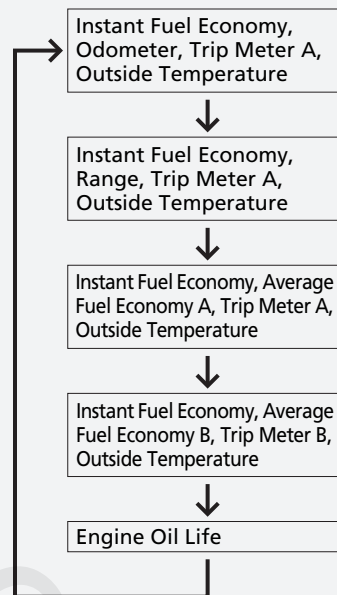 Instant Fuel Economy,
Odometer, Trip Meter A,
Outside Temperature
Instant Fuel Economy,
Range, Trip Meter A,
Outside Temperature
Instant Fuel Economy, Average
Fuel Economy A, Trip Meter A,
Outside Temperature
Instant Fuel Economy, Average
Fuel Economy B, Trip Meter B,
Outside Temperature
Engine Oil Life